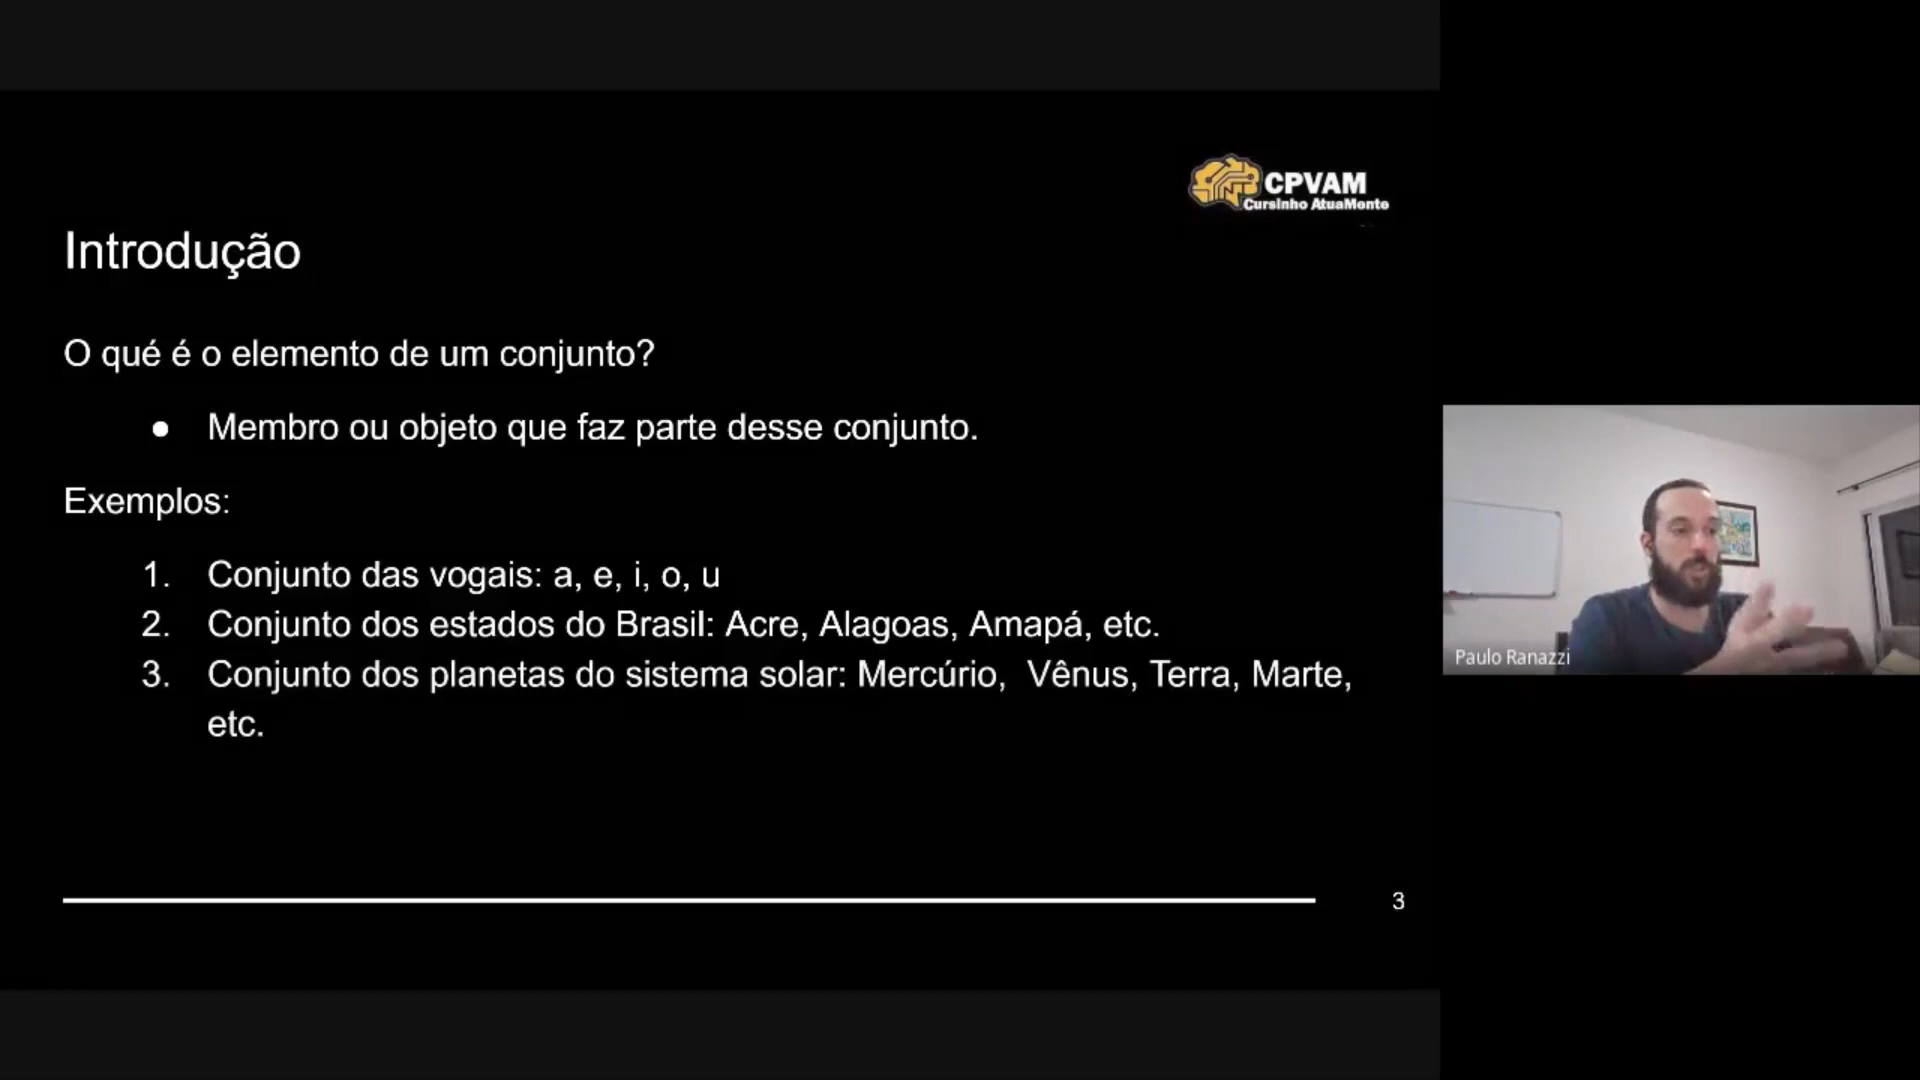 CPVAM
Cursinho AtuaMente
Introdução
O qué é o elemento de um conjunto?
● Membro ou objeto que faz parte desse conjunto.
Exemplos:
1. Conjunto das vogais: a, e, i, o, u
2. Conjunto dos estados do Brasil: Acre, Alagoas, Amapá, etc.
3. Conjunto dos planetas do sistema solar: Mercúrio, Vênus, Terra, Marte,
etc.
Paulo Ranazzi
3